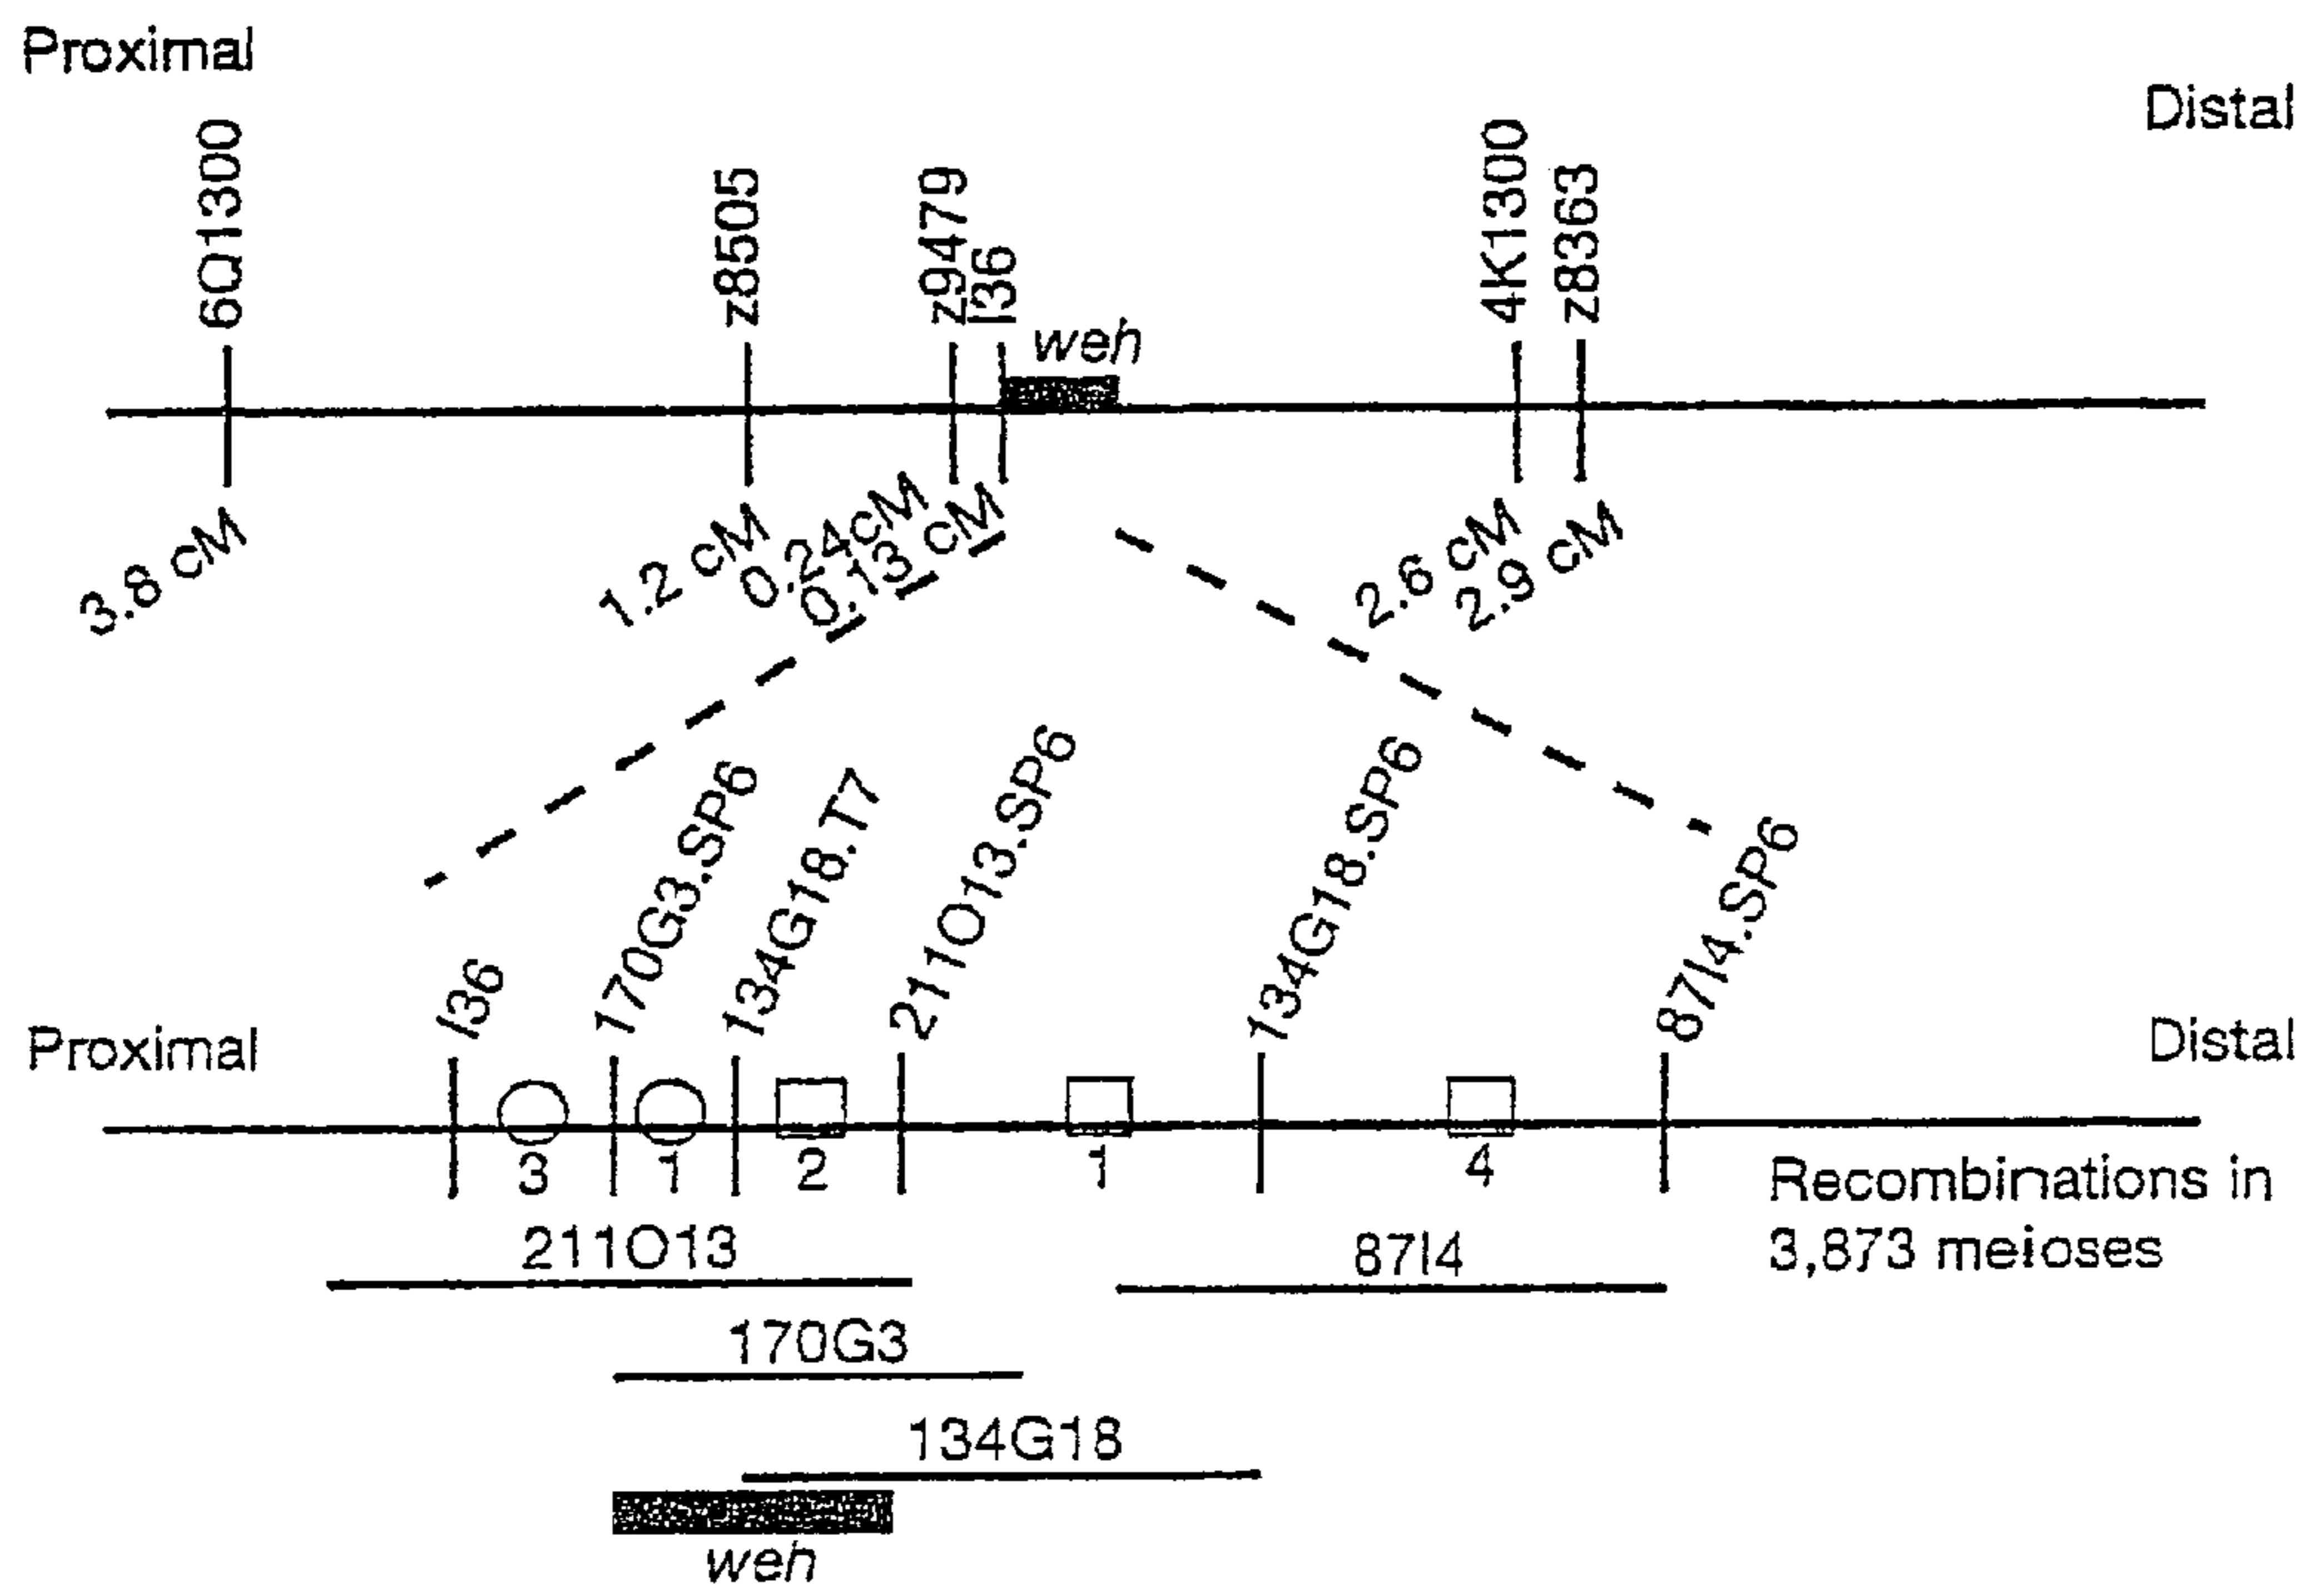 Proximal
Distal
6Q1300
z8505
z9479
I36
4K1300
z8363
weh
3.8 cM
1.2 cM
0.24cM
0.13 cM
2.6 cM
2.9 cM
I36
170G3.SP6
134G18.T7
211O13.SP6
134G18.SP6
87I4.SP6
Proximal
Distal
3
1
2
1
4
Recombinations in
3,873 meioses
211O13
87I4
170G3
134G18
weh